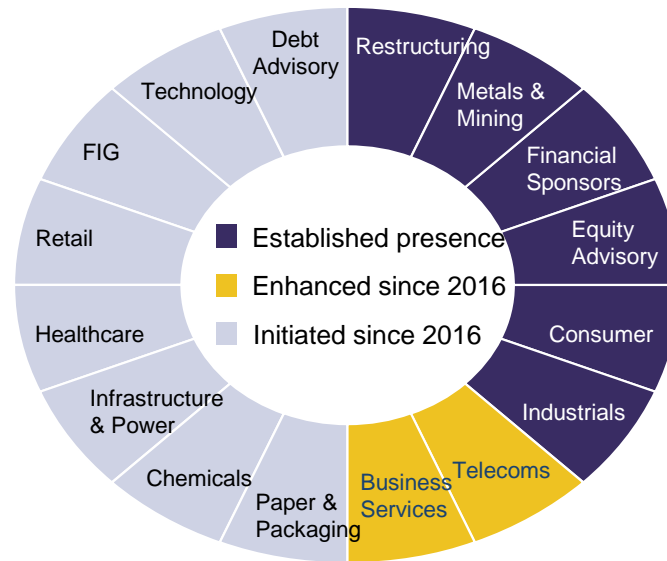 Debt
Advisory
Restructuring
Technology
Metals &
Mining
FIG
Financial
Sponsors
Retail
Established presence
Equity
Advisory
Enhanced since 2016
Healthcare
Initiated since 2016
Consumer
Infrastructure
& Power
Industrials
Chemicals
Paper &
Packaging
Business
Services
Telecoms